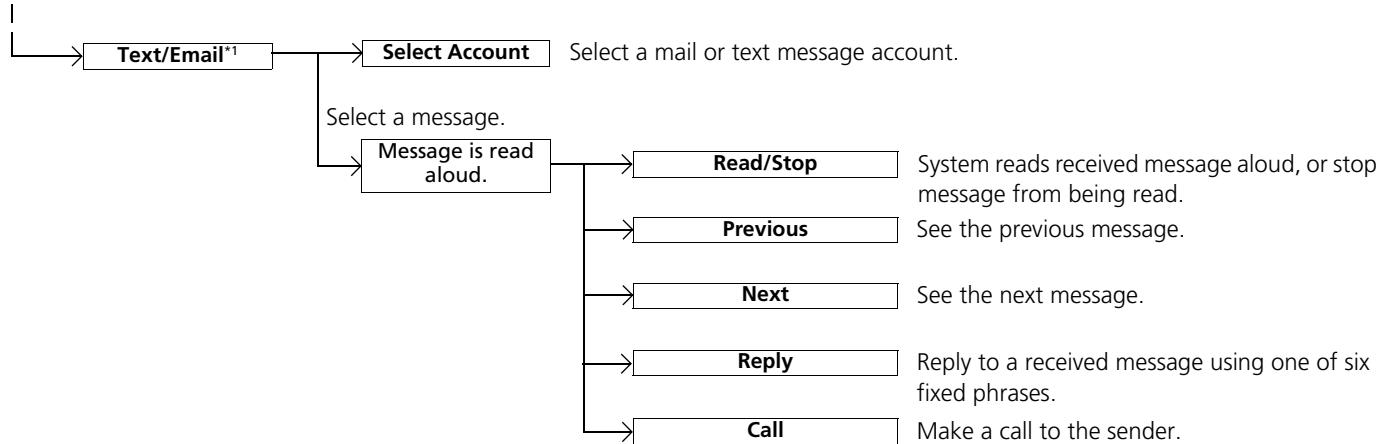 Text/Email*1
Select Account
Select a mail or text message account.
Select a message.
Message is read
aloud.
Read/Stop
System reads received message aloud, or stop
message from being read.
Previous
See the previous message.
Next
See the next message.
Reply
Reply to a received message using one of six
fixed phrases.
Call
Make a call to the sender.